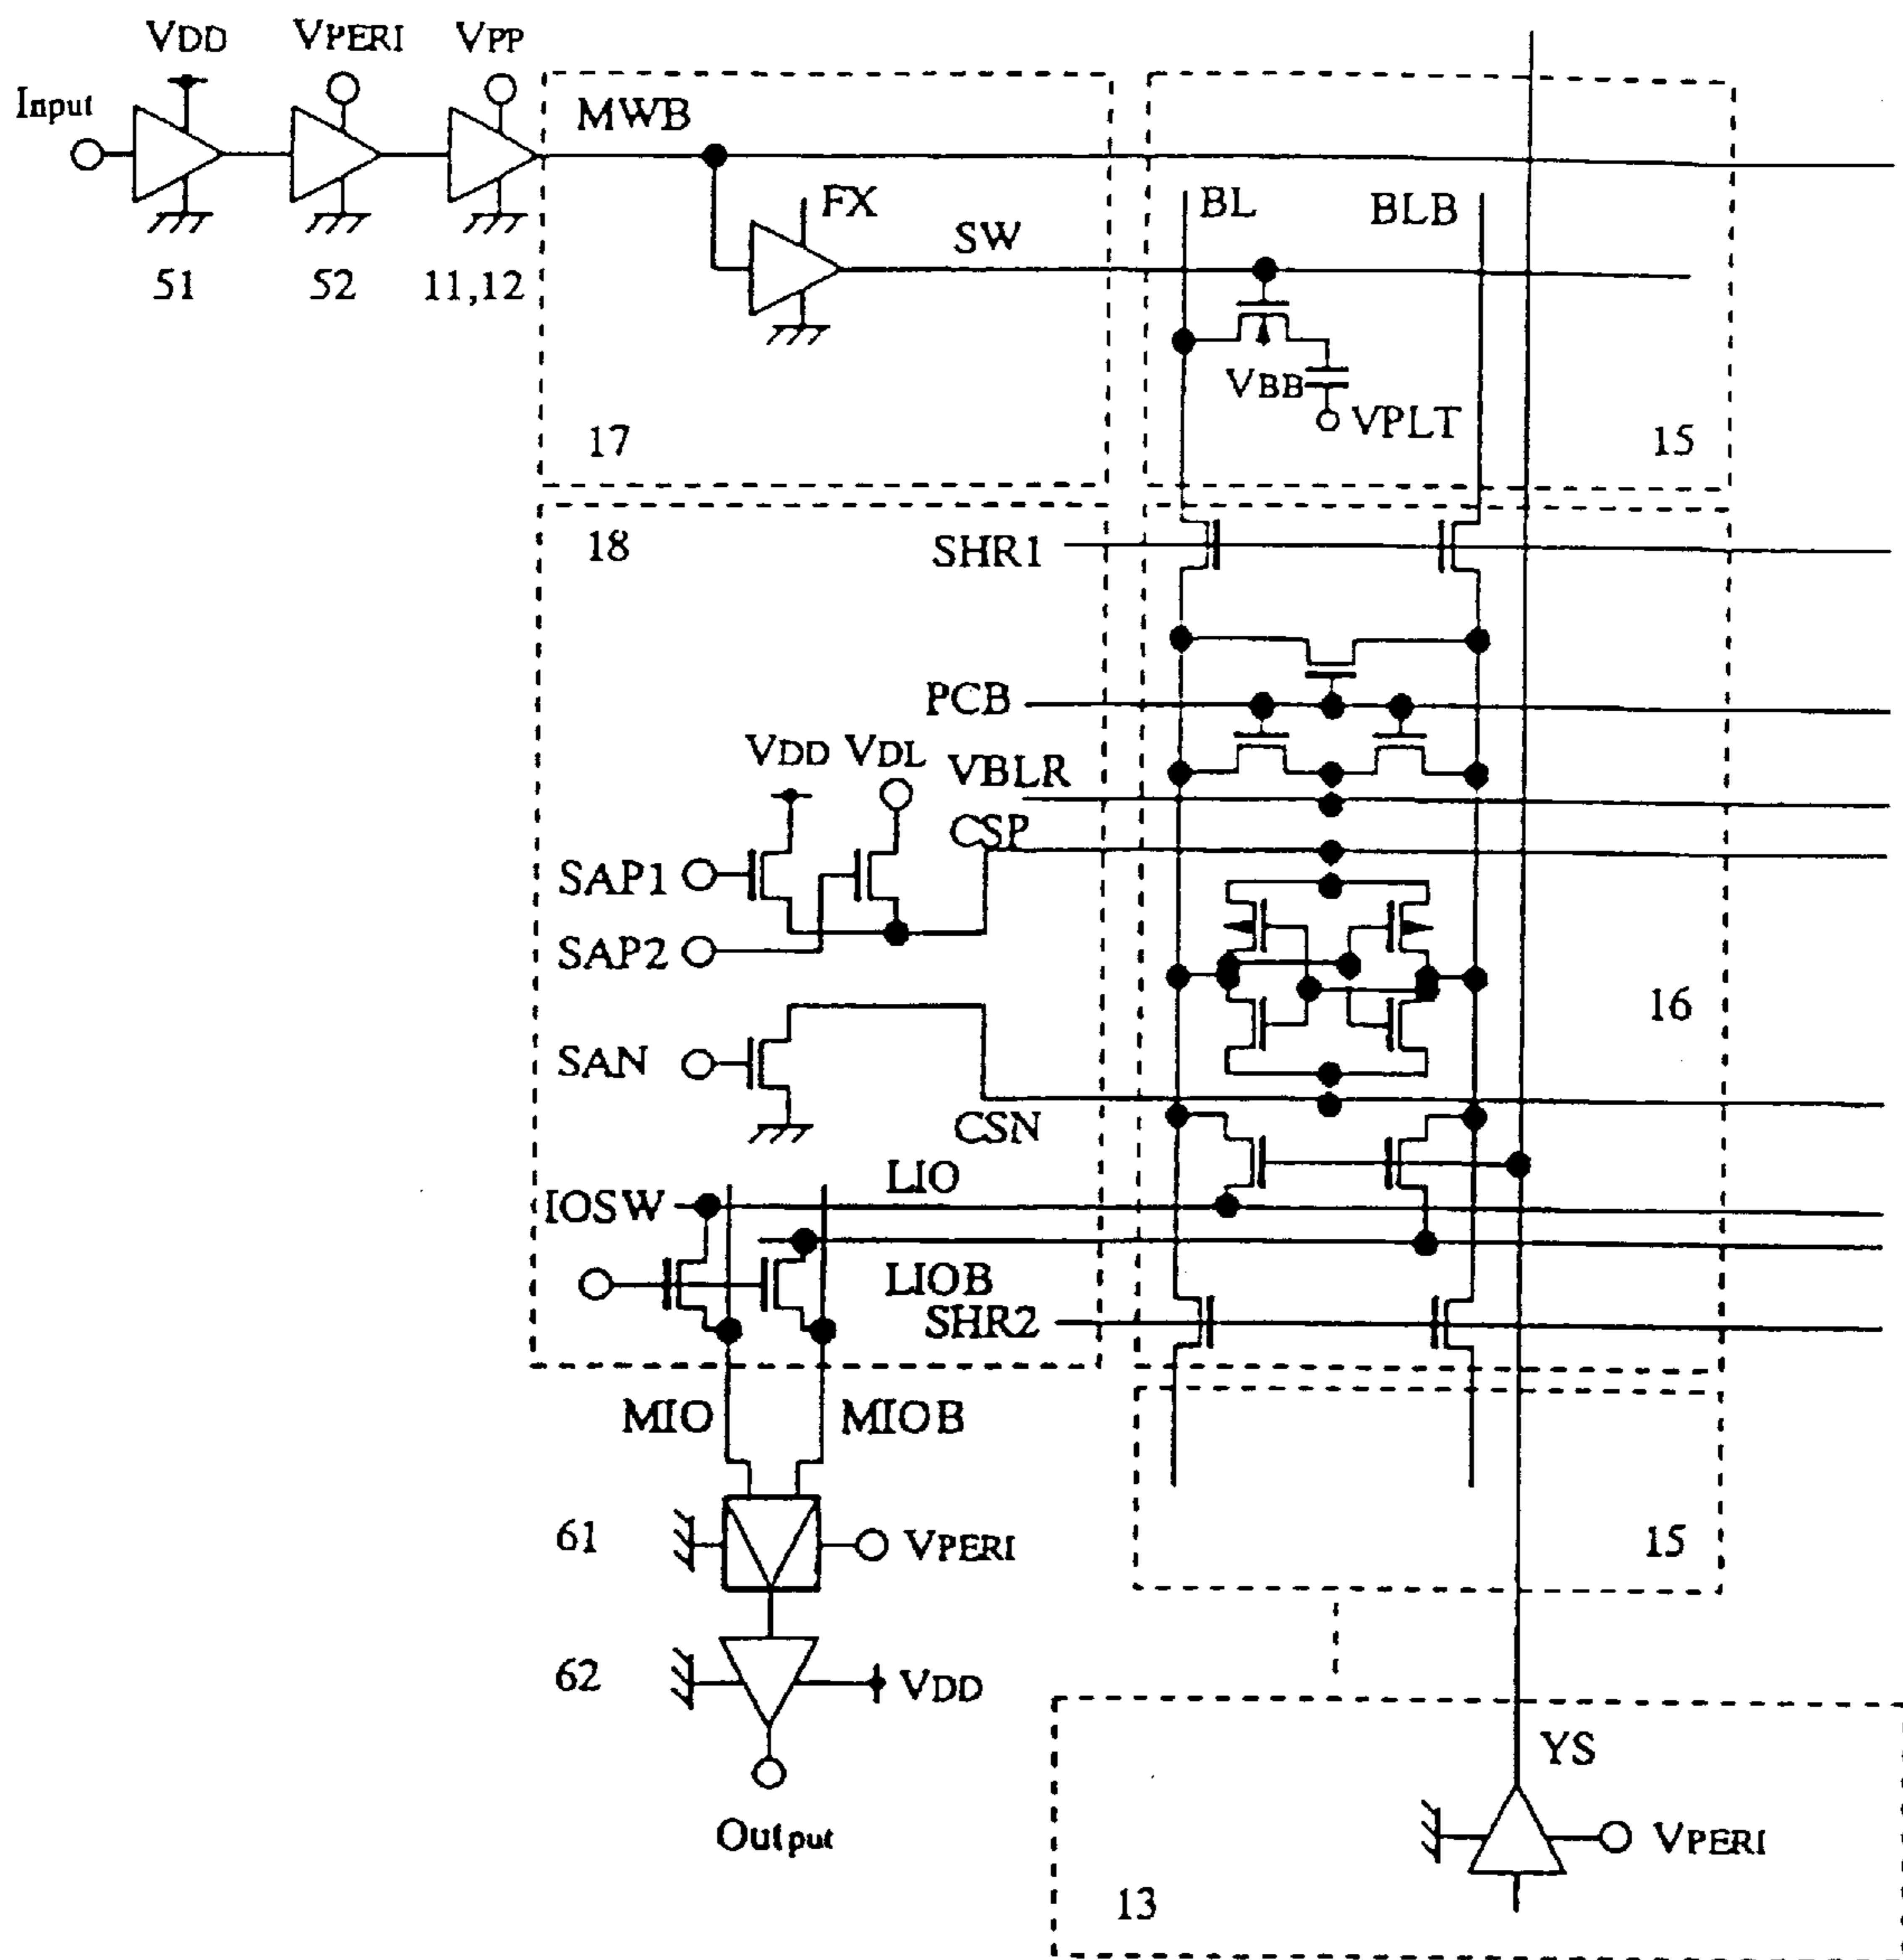 VDD VPERI VPP
Input
MWB
FX
BL BLB
SW
51 52 11,12
VBB
VPLT
17 15
18
SHR1
PCB
VDD VDL VBLR
CSP
SAP1
SAP2
16
SAN
CSN
LIO
IOSW
LIOB
SHR2
MIO MIOB
61 VPERI 15
62 VDD
YS
Output VPERI
13